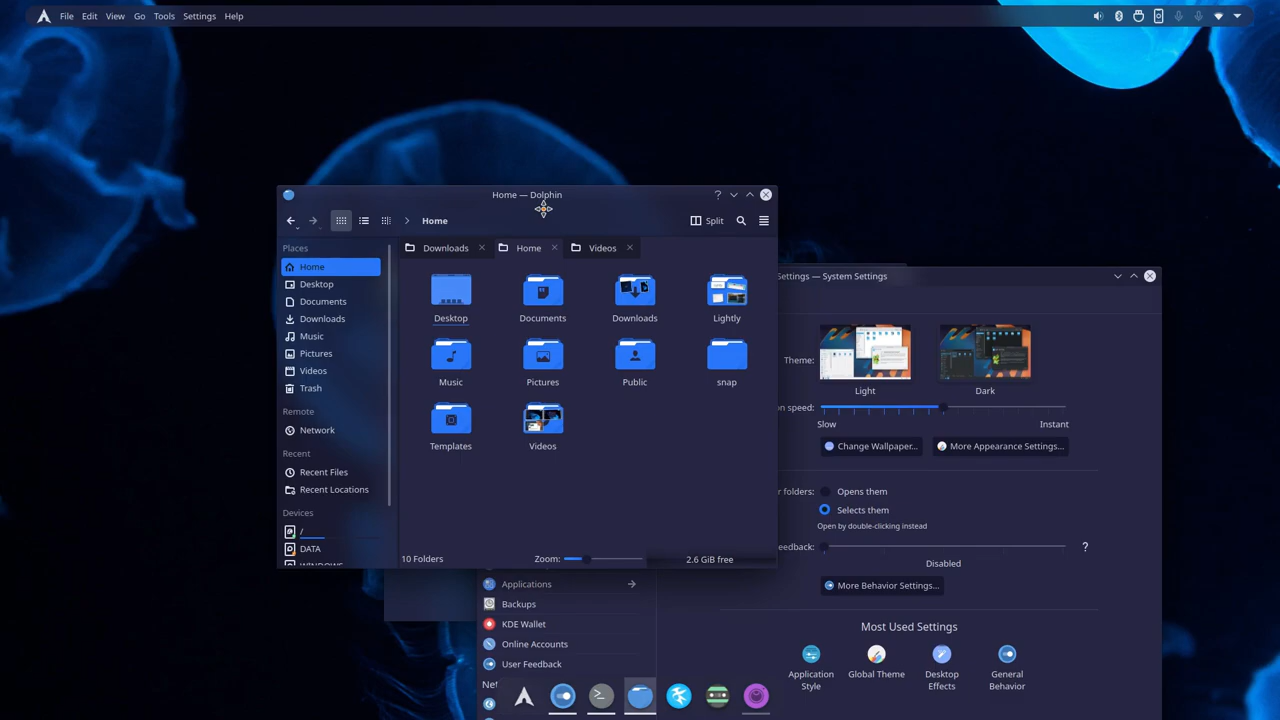 File Edit View Go Tools Settings Help
Home — Dolphin
?
Home
Split
Places
Home
Desktop
Documents
Downloads
Music
Pictures
Videos
Trash
Remote
Network
Recent
Recent Files
Recent Locations
Devices
/
DATA
WINDOWS
Downloads
Home
Videos
Desktop
Documents
Downloads
Lightly
Music
Pictures
Public
snap
Templates
Videos
10 Folders
Zoom:
2.6 GiB free
Settings — System Settings
Theme:
Light
Dark
on speed:
Slow
Instant
Change Wallpaper...
More Appearance Settings...
r folders:
Opens them
Selects them
Open by double-clicking instead
eedback:
?
Disabled
More Behavior Settings...
Most Used Settings
Application
Style
Global Theme
Desktop
Effects
General
Behavior
Applications
Backups
KDE Wallet
Online Accounts
User Feedback